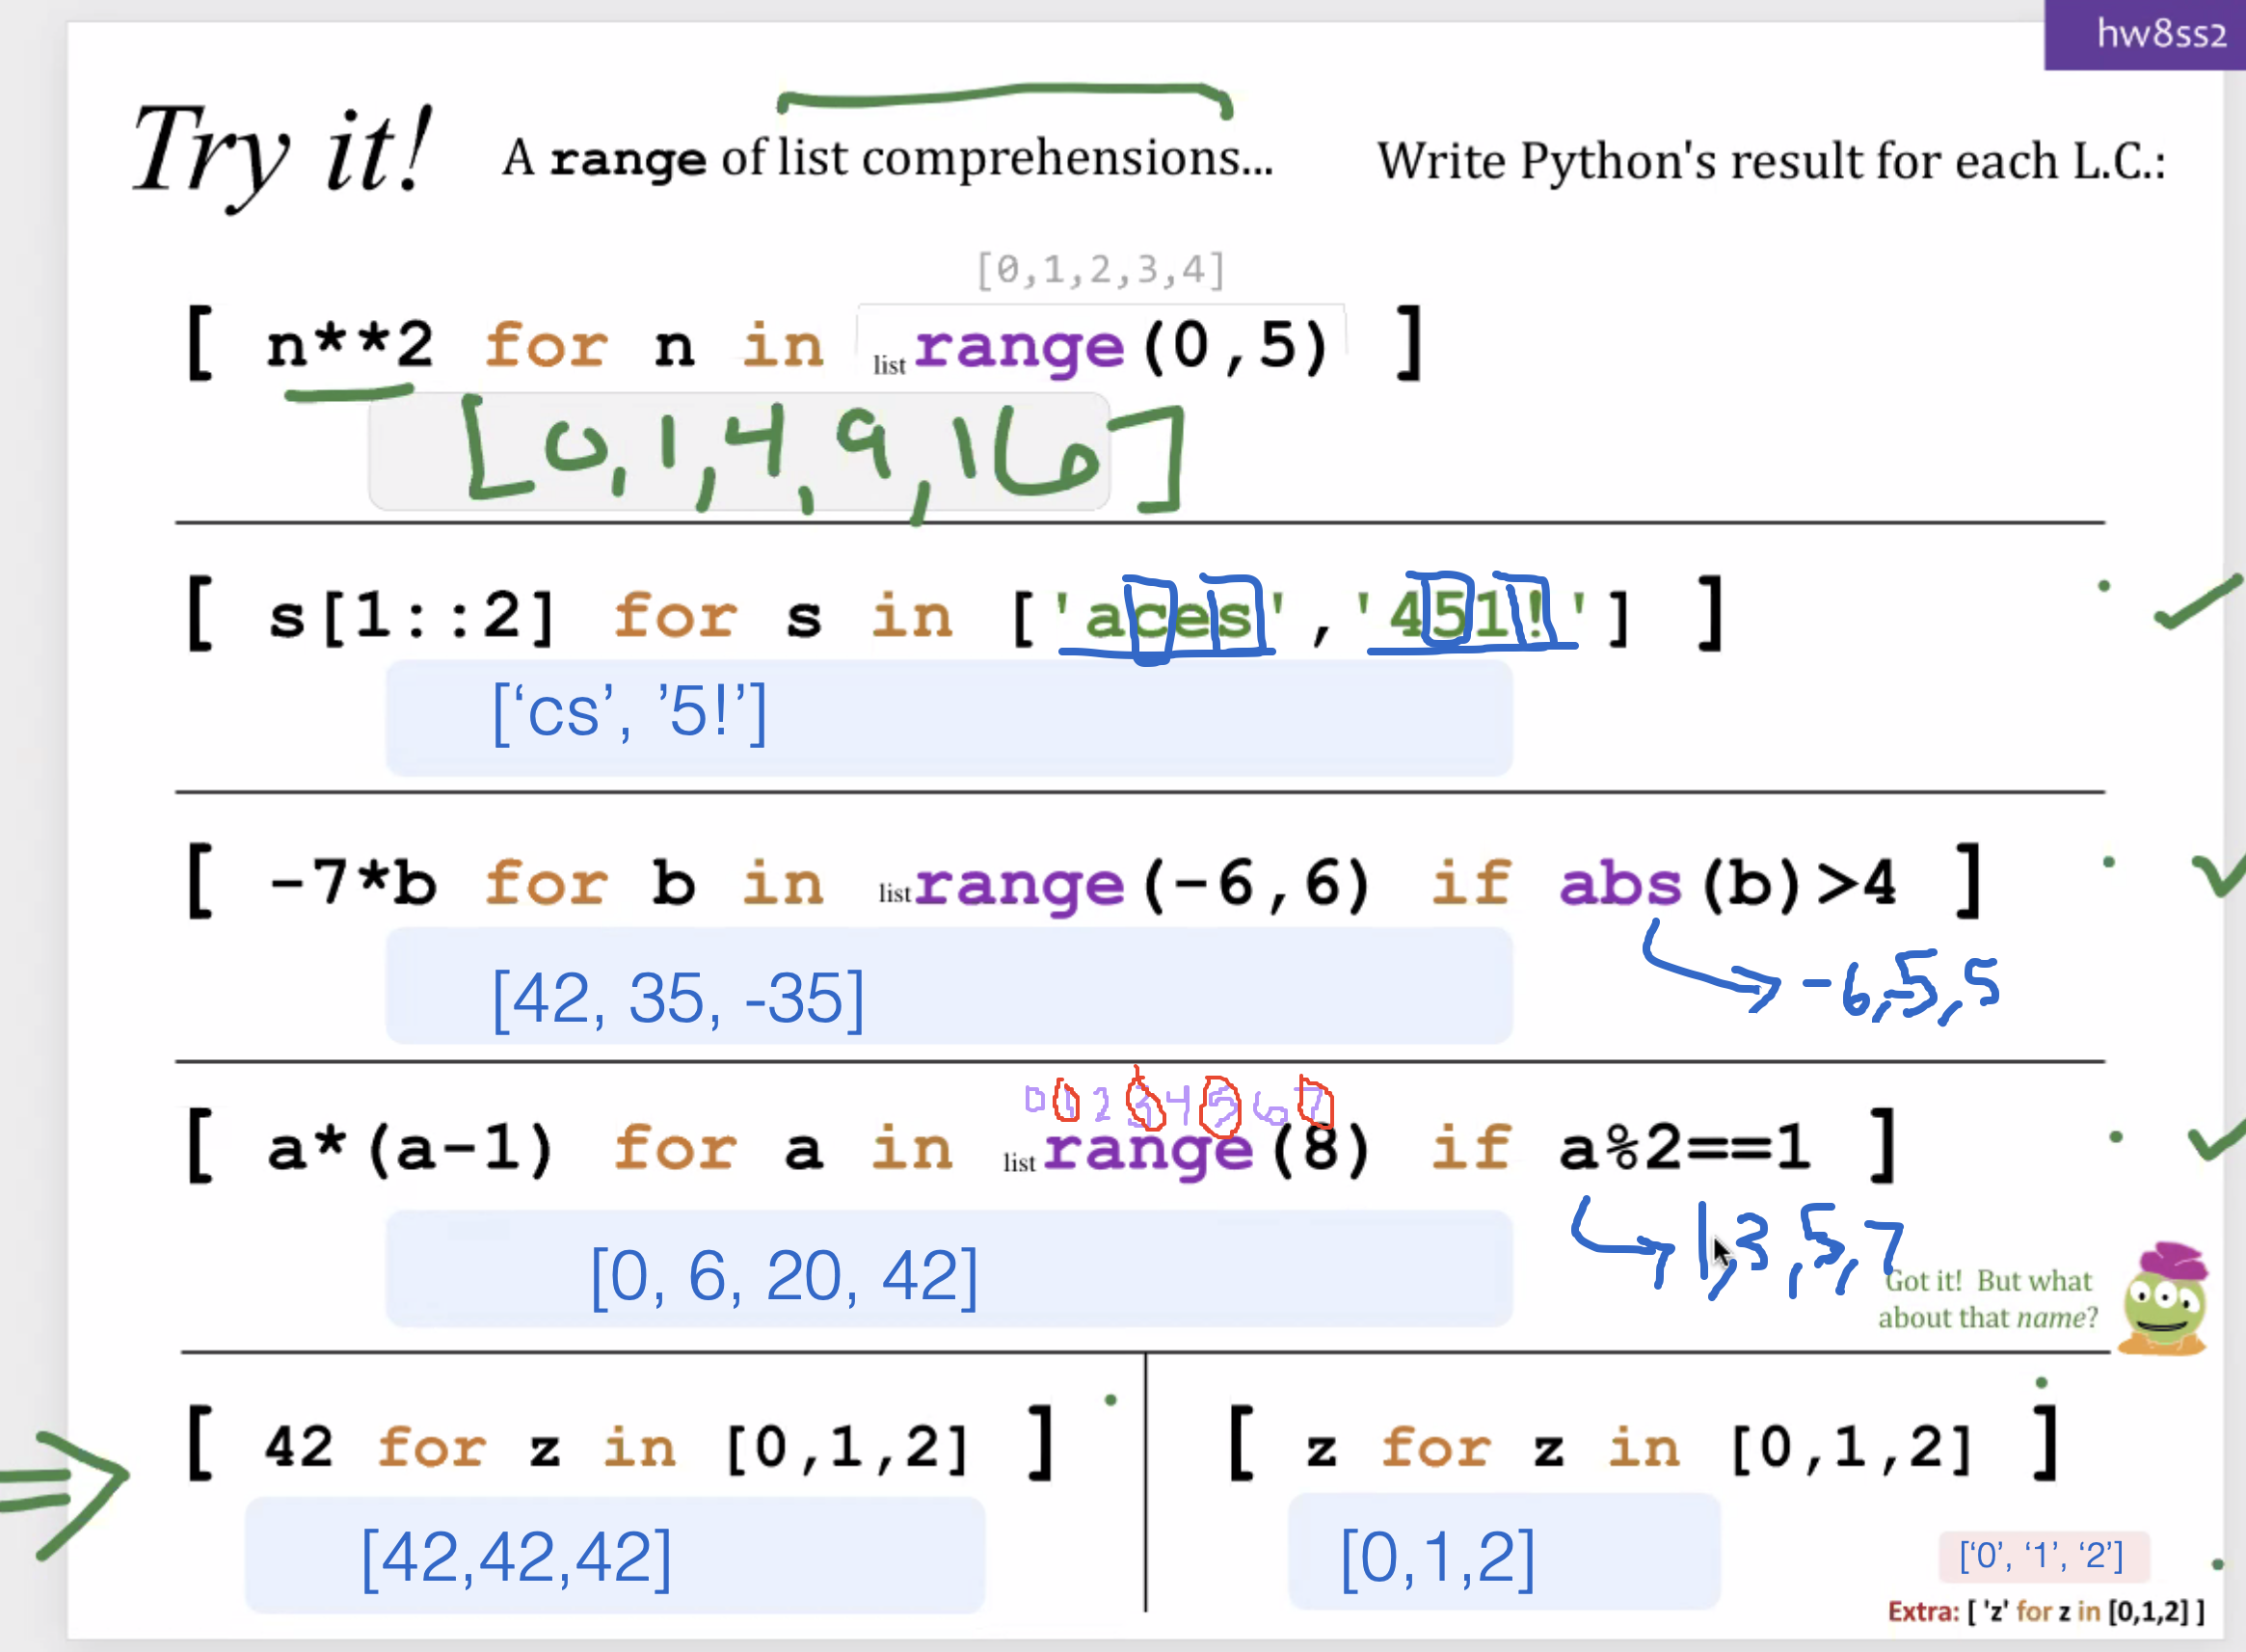 hw8ss2
Try it! A range of list comprehensions... Write Python's result for each L.C.:
[0,1,2,3,4]
[ n**2 for n in list range(0,5) ]
[0,1,4,9,16]
[ s[1::2] for s in ['aces','451!'] ]
[‘cs’, ’5!’]
[ -7*b for b in list range(-6,6) if abs(b)>4 ]
[42, 35, -35]
-6,-5,5
0 1 2 3 4 5 6 7
[ a*(a-1) for a in list range(8) if a%2==1 ]
1,3,5,7
[0, 6, 20, 42]
Got it! But what
about that name?
[ 42 for z in [0,1,2] ]
[42,42,42]
[ z for z in [0,1,2] ]
[0,1,2]
[‘0’, ‘1’, ‘2’]
Extra: [ 'z' for z in [0,1,2] ]